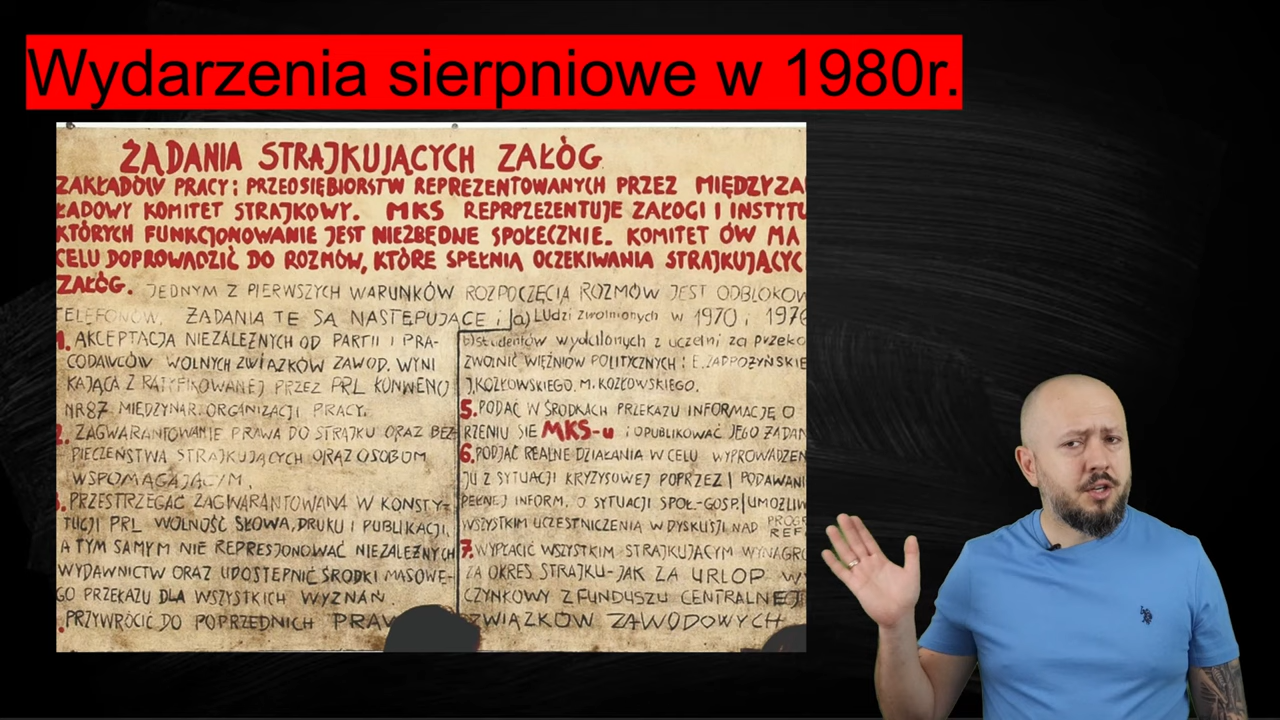 Wydarzenia sierpniowe w 1980r.
ŻĄDANIA STRAJKUJĄCYCH ZAŁÓG
ZAKŁADÓW PRACY i PRZEDSIĘBIORSTW REPREZENTOWANYCH PRZEZ MIĘDZYZA
ŁADOWY KOMITET STRAJKOWY. MKS REPRPZEZENTUJE ZAŁOGI I INSTYTU
KTÓRYCH FUNKCJONOWANIE JEST NIEZBĘDNE SPOŁECZNIE. KOMITET ÓW MA
CELU DOPROWADZIĆ DO ROZMÓW, KTÓRE SPEŁNIĄ OCZEKIWANIA STRAJKUJĄCYC
ZAŁÓG. JEDNYM Z PIERWSZYCH WARUNKÓW ROZPOCZĘCIA ROZMÓW JEST ODBLOKOW
TELEFONÓW. ŻĄDANIA TE SĄ NASTĘPUJĄCE:
1. AKCEPTACJA NIEZALEŻNYCH OD PARTII I PRA-
CODAWCÓW WOLNYCH ZWIĄZKÓW ZAWOD. WYNI
KAJĄCA Z RATYFIKOWANEJ PRZEZ PRL KONWENCJ
NR87 MIĘDZYNAR. ORGANIZACJI PRACY.
2. ZAGWARANTOWANIE PRAWA DO STRAJKU ORAZ BEZ-
PIECZEŃSTWA STRAJKUJĄCYCH ORAZ OSOBOM
WSPOMAGAJĄCYM.
3. PRZESTRZEGAĆ ZAGWARANTOWANĄ W KONSTY-
TUCJI PRL WOLNOŚĆ SŁOWA, DRUKU I PUBLIKACJI,
A TYM SAMYM NIE REPRESJONOWAĆ NIEZALEŻNYCH
WYDAWNICTW ORAZ UDOSTĘPNIĆ ŚRODKI MASOWE-
GO PRZEKAZU DLA WSZYSTKICH WYZNAŃ.
. PRZYWRÓCIĆ DO POPRZEDNICH PRAW
a) LUdzi zwolnionych w 1970 i 1976
b) studentów wydalonych z uczelni za przeko
ZWOLNIĆ WIĘŹNIÓW POLITYCZNYCH: E. ZADROŻYŃSKIE
J. KOZŁOWSKIEGO. M. KOZŁOWSKIEGO.
5. PODAĆ W ŚRODKACH PRZEKAZU INFORMACJĘ O
RZENIU SIĘ MKS-u i OPUBLIKOWAĆ JEGO ŻĄDAN
6. PODJĄĆ REALNE DZIAŁANIA W CELU WYPROWADZEN
JU Z SYTUACJI KRYZYSOWEJ POPRZEZ PODAWANI
PEŁNEJ INFORM. O SYTUACJI SPOŁ-GOSP. UMOŻLIW
WSZYSTKIM UCZESTNICZENIA W DYSKUSJI NAD PROGR
REF
7. WYPŁACIĆ WSZYSTKIM STRAJKUJĄCYM WYNAGRO
ZA OKRES STRAJKU-JAK ZA URLOP WY
CZYNKOWY Z FUNDUSZU CENTRALNEJ
ZWIĄZKÓW ZAWODOWYCH